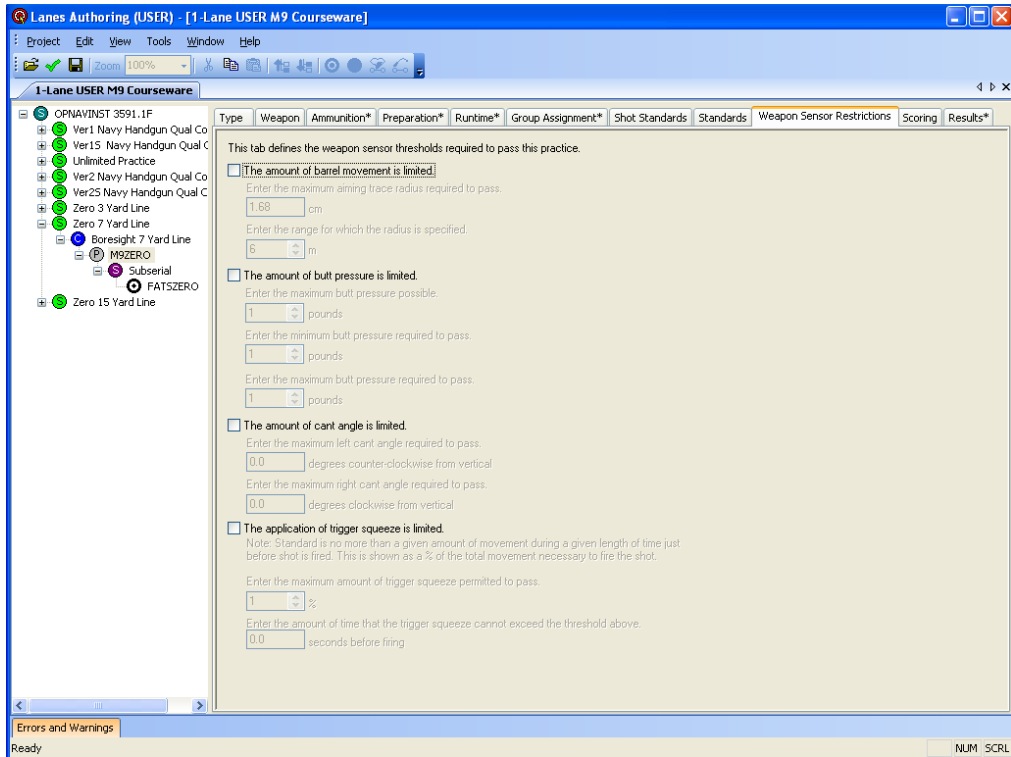 Lanes Authoring (USER) - [1-Lane USER M9 Courseware]
Project Edit View Tools Window Help
Zoom 100%
1-Lane USER M9 Courseware
OPNAVINST 3591.1F
Ver1 Navy Handgun Qual Co
Ver1S Navy Handgun Qual C
Unlimited Practice
Ver2 Navy Handgun Qual Co
Ver2S Navy Handgun Qual C
Zero 3 Yard Line
Zero 7 Yard Line
Boresight 7 Yard Line
M9ZERO
Subserial
FATSZERO
Zero 15 Yard Line
Type Weapon Ammunition* Preparation* Runtime* Group Assignment* Shot Standards Standards Weapon Sensor Restrictions Scoring Results*
This tab defines the weapon sensor thresholds required to pass this practice.
The amount of barrel movement is limited.
Enter the maximum aiming trace radius required to pass.
1.68 cm
Enter the range for which the radius is specified.
6 m
The amount of butt pressure is limited.
Enter the maximum butt pressure possible.
1 pounds
Enter the minimum butt pressure required to pass.
1 pounds
Enter the maximum butt pressure required to pass.
1 pounds
The amount of cant angle is limited.
Enter the maximum left cant angle required to pass.
0.0 degrees counter-clockwise from vertical
Enter the maximum right cant angle required to pass.
0.0 degrees clockwise from vertical
The application of trigger squeeze is limited.
Note: Standard is no more than a given amount of movement during a given length of time just
before shot is fired. This is shown as a % of the total movement necessary to fire the shot.
Enter the maximum amount of trigger squeeze permitted to pass.
1 %
Enter the amount of time that the trigger squeeze cannot exceed the threshold above.
0.0 seconds before firing
Errors and Warnings
Ready NUM SCRL